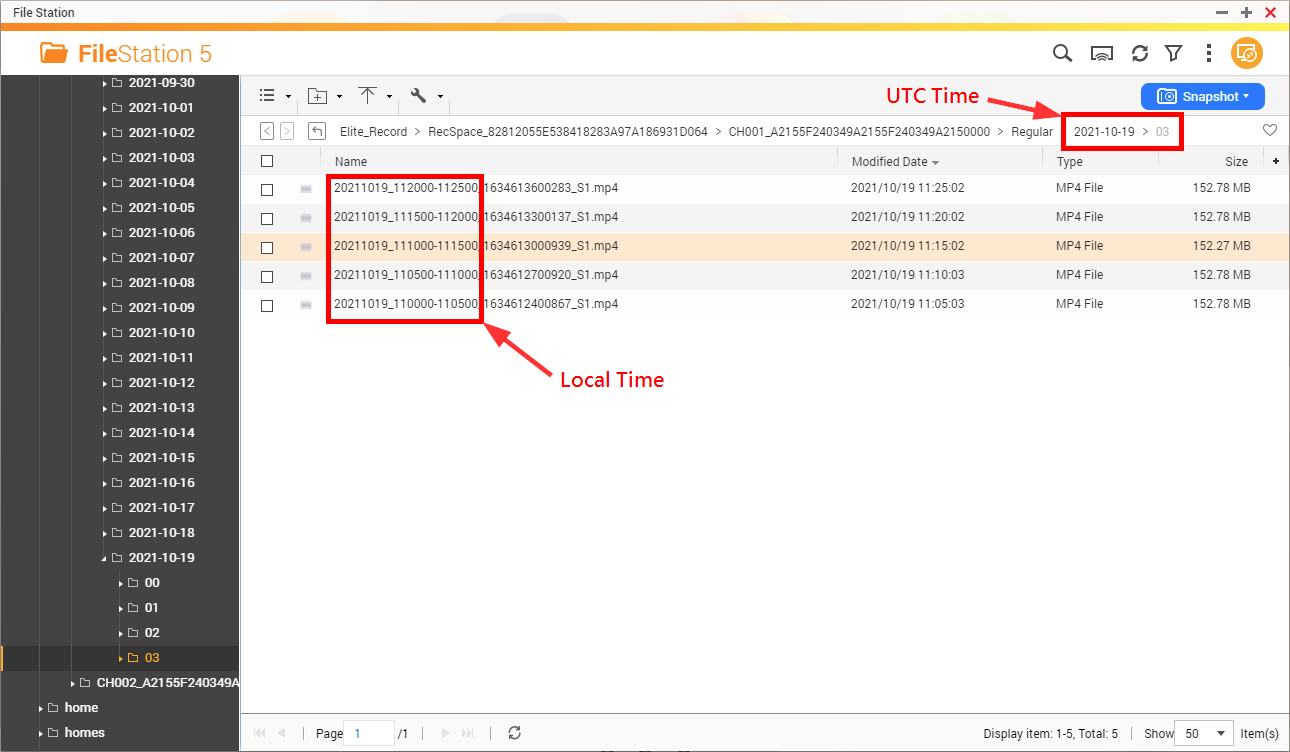 File Station
FileStation 5
2021-09-30
2021-10-01
2021-10-02
2021-10-03
2021-10-04
2021-10-05
2021-10-06
2021-10-07
2021-10-08
2021-10-09
2021-10-10
2021-10-11
2021-10-12
2021-10-13
2021-10-14
2021-10-15
2021-10-16
2021-10-17
2021-10-18
2021-10-19
00
01
02
03
CH002_A2155F240349A
home
homes
UTC Time
Snapshot
Elite_Record > RecSpace_82812055E538418283A97A186931D064 > CH001_A2155F240349A2155F240349A2150000 > Regular 2021-10-19 > 03
Name Modified Date Type Size
20211019_112000-112500_1634613600283_S1.mp4 2021/10/19 11:25:02 MP4 File 152.78 MB
20211019_111500-112000_1634613300137_S1.mp4 2021/10/19 11:20:02 MP4 File 152.78 MB
20211019_111000-111500_1634613000939_S1.mp4 2021/10/19 11:15:02 MP4 File 152.27 MB
20211019_110500-111000_1634612700920_S1.mp4 2021/10/19 11:10:03 MP4 File 152.78 MB
20211019_110000-110500_1634612400867_S1.mp4 2021/10/19 11:05:03 MP4 File 152.78 MB
Local Time
Page 1 /1 Display item: 1-5, Total: 5 Show 50 Item(s)